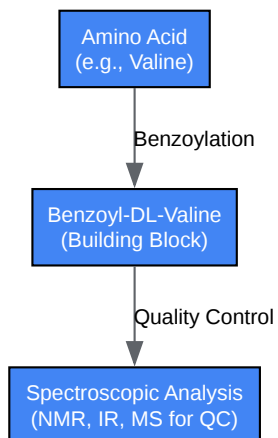 Amino Acid
(e.g., Valine)
Benzoylation
Benzoyl-DL-Valine
(Building Block)
Quality Control
Spectroscopic Analysis
(NMR, IR, MS for QC)